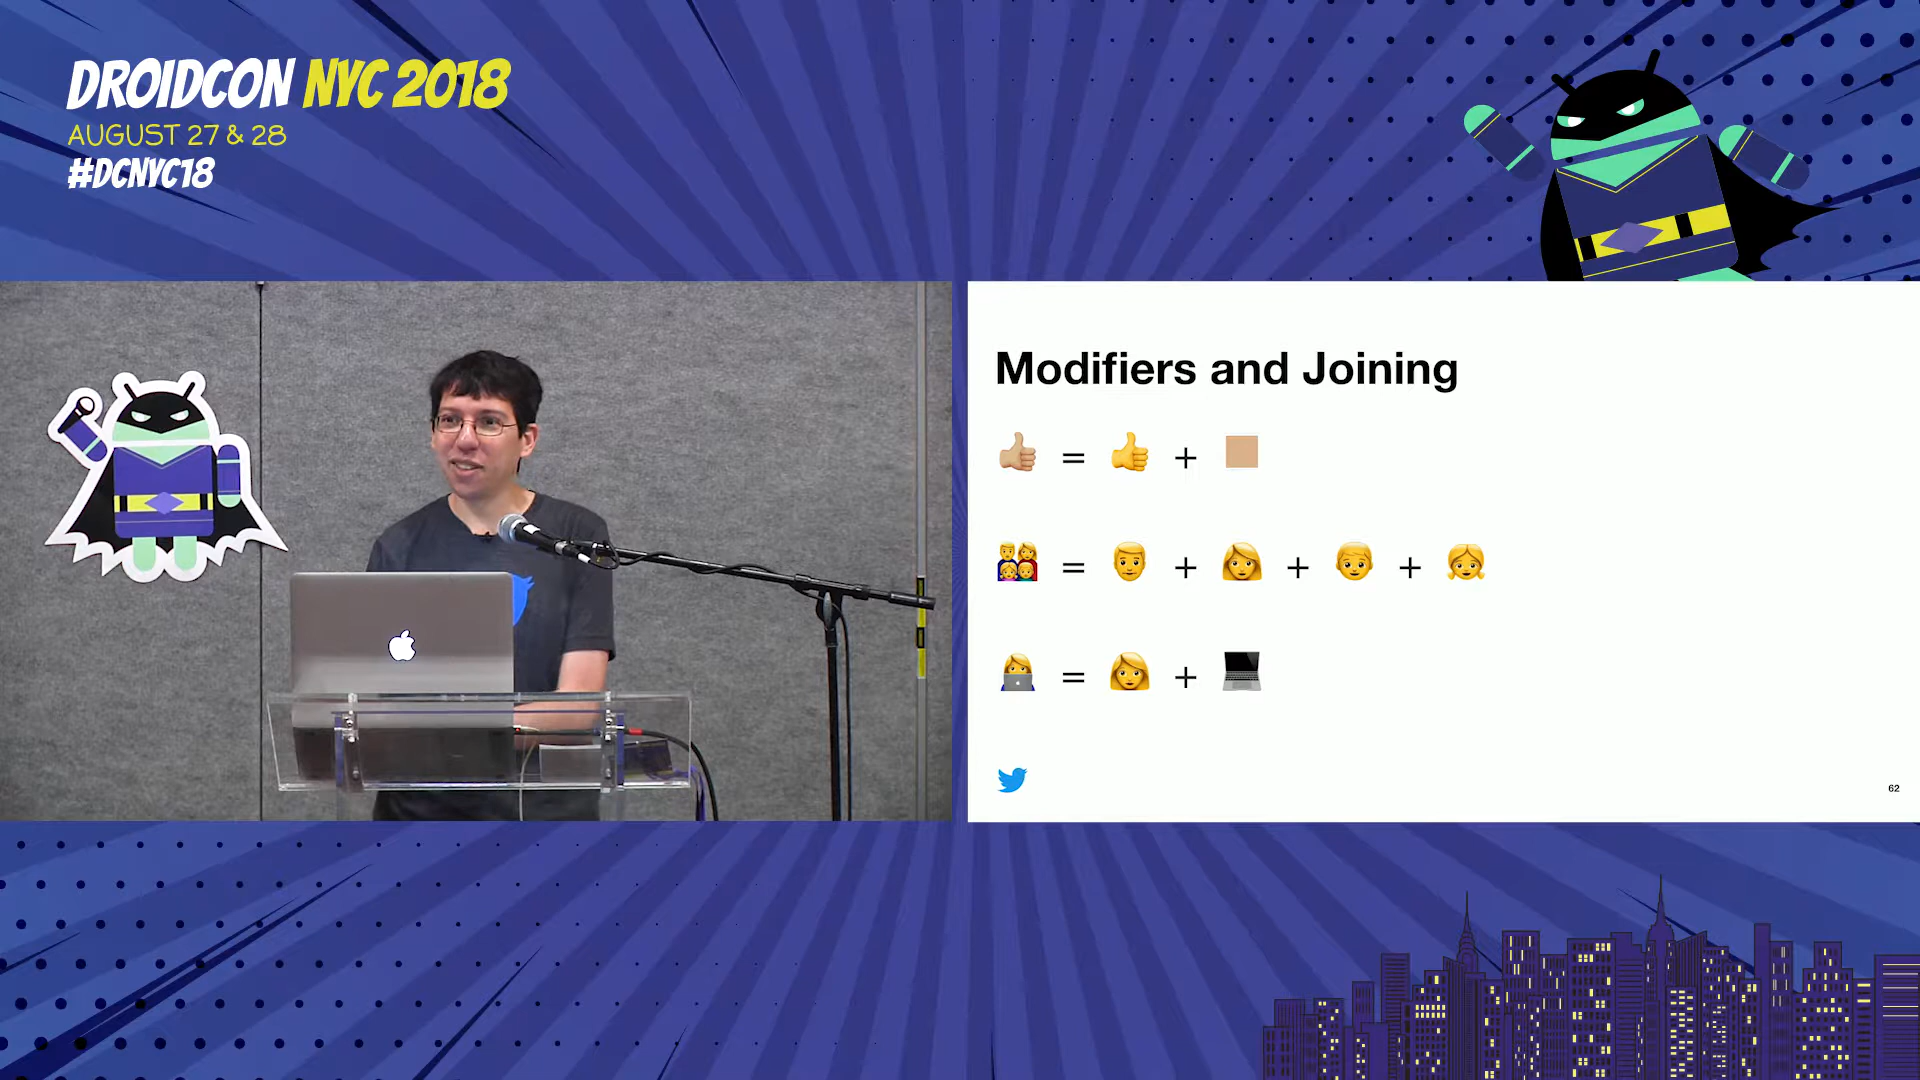 DROIDCON NYC 2018
AUGUST 27 & 28
#DCNYC18
Modifiers and Joining
👍🏼 = 👍 + 🏼
👨‍👩‍👧‍👦 = 👨 + 👩 + 👦 + 👧
👩‍💻 = 👩 + 💻
62